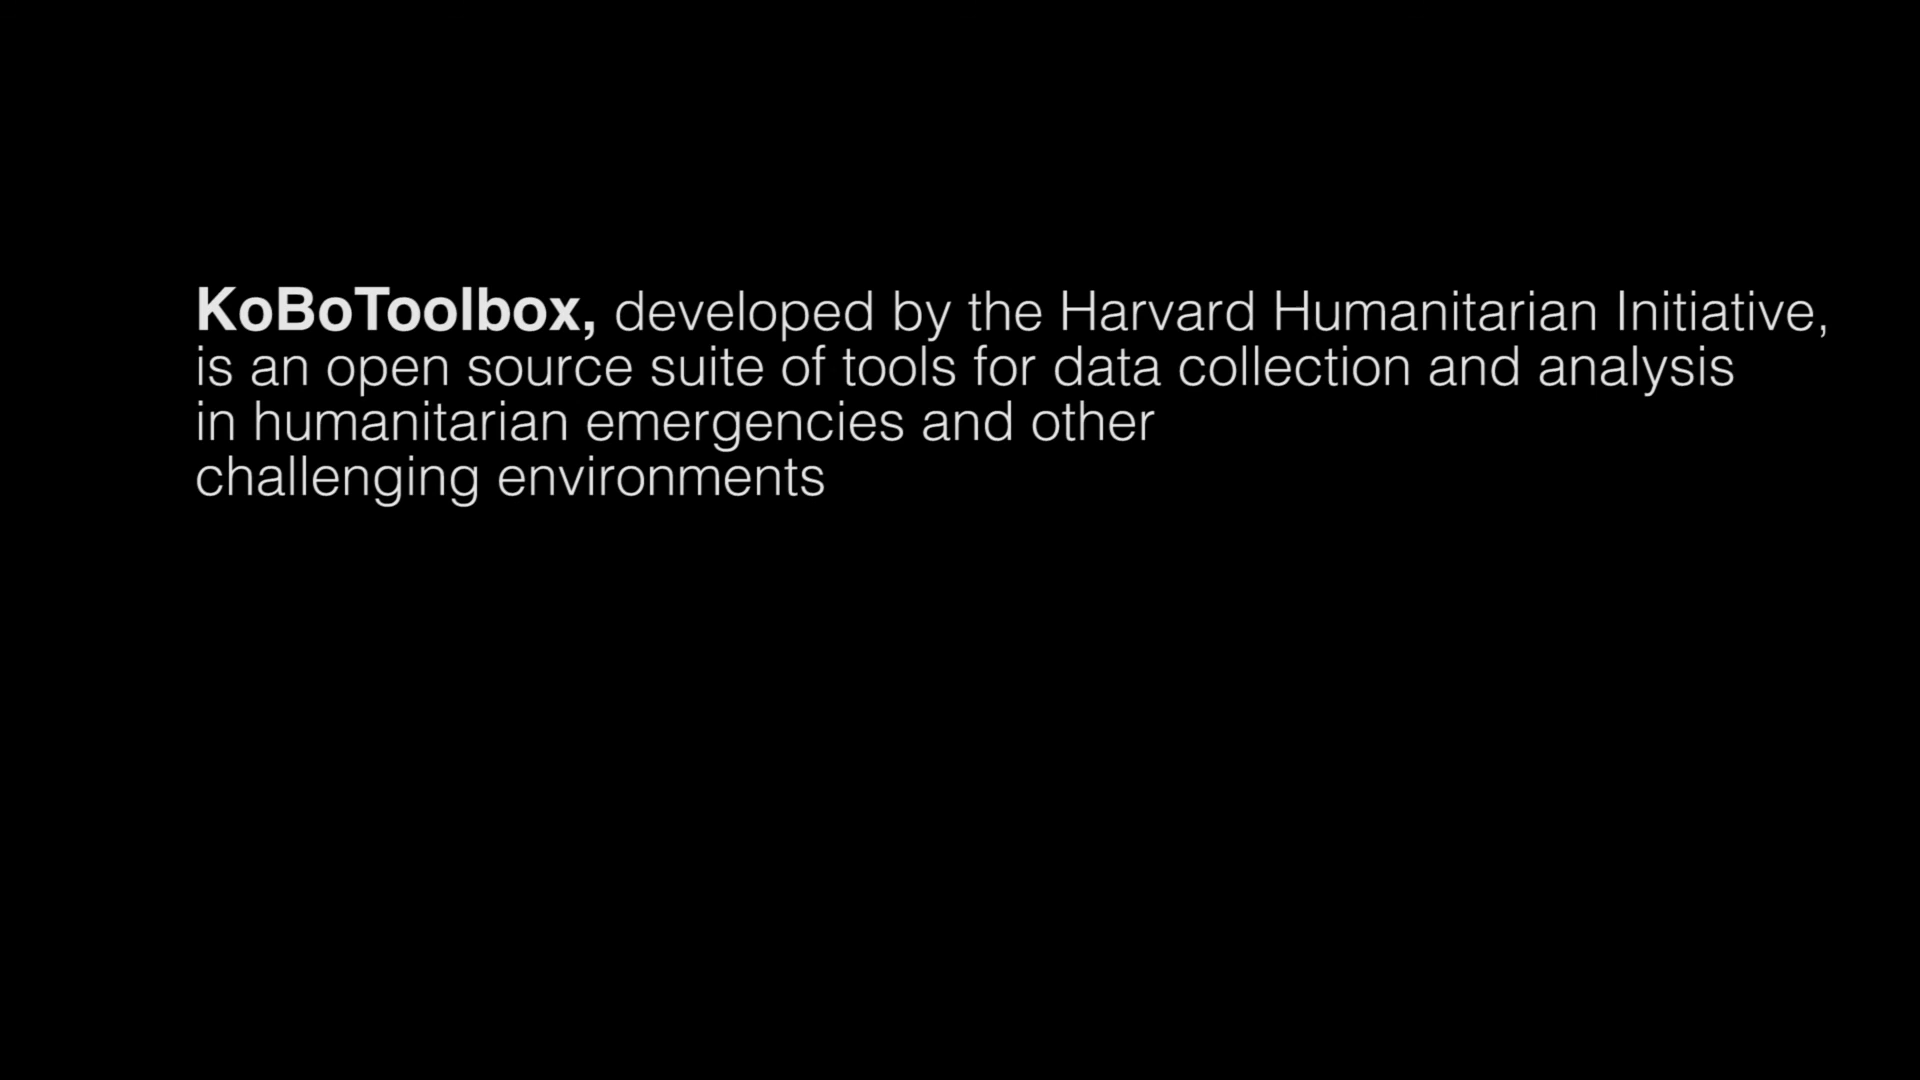 KoBoToolbox, developed by the Harvard Humanitarian Initiative,
is an open source suite of tools for data collection and analysis
in humanitarian emergencies and other
challenging environments